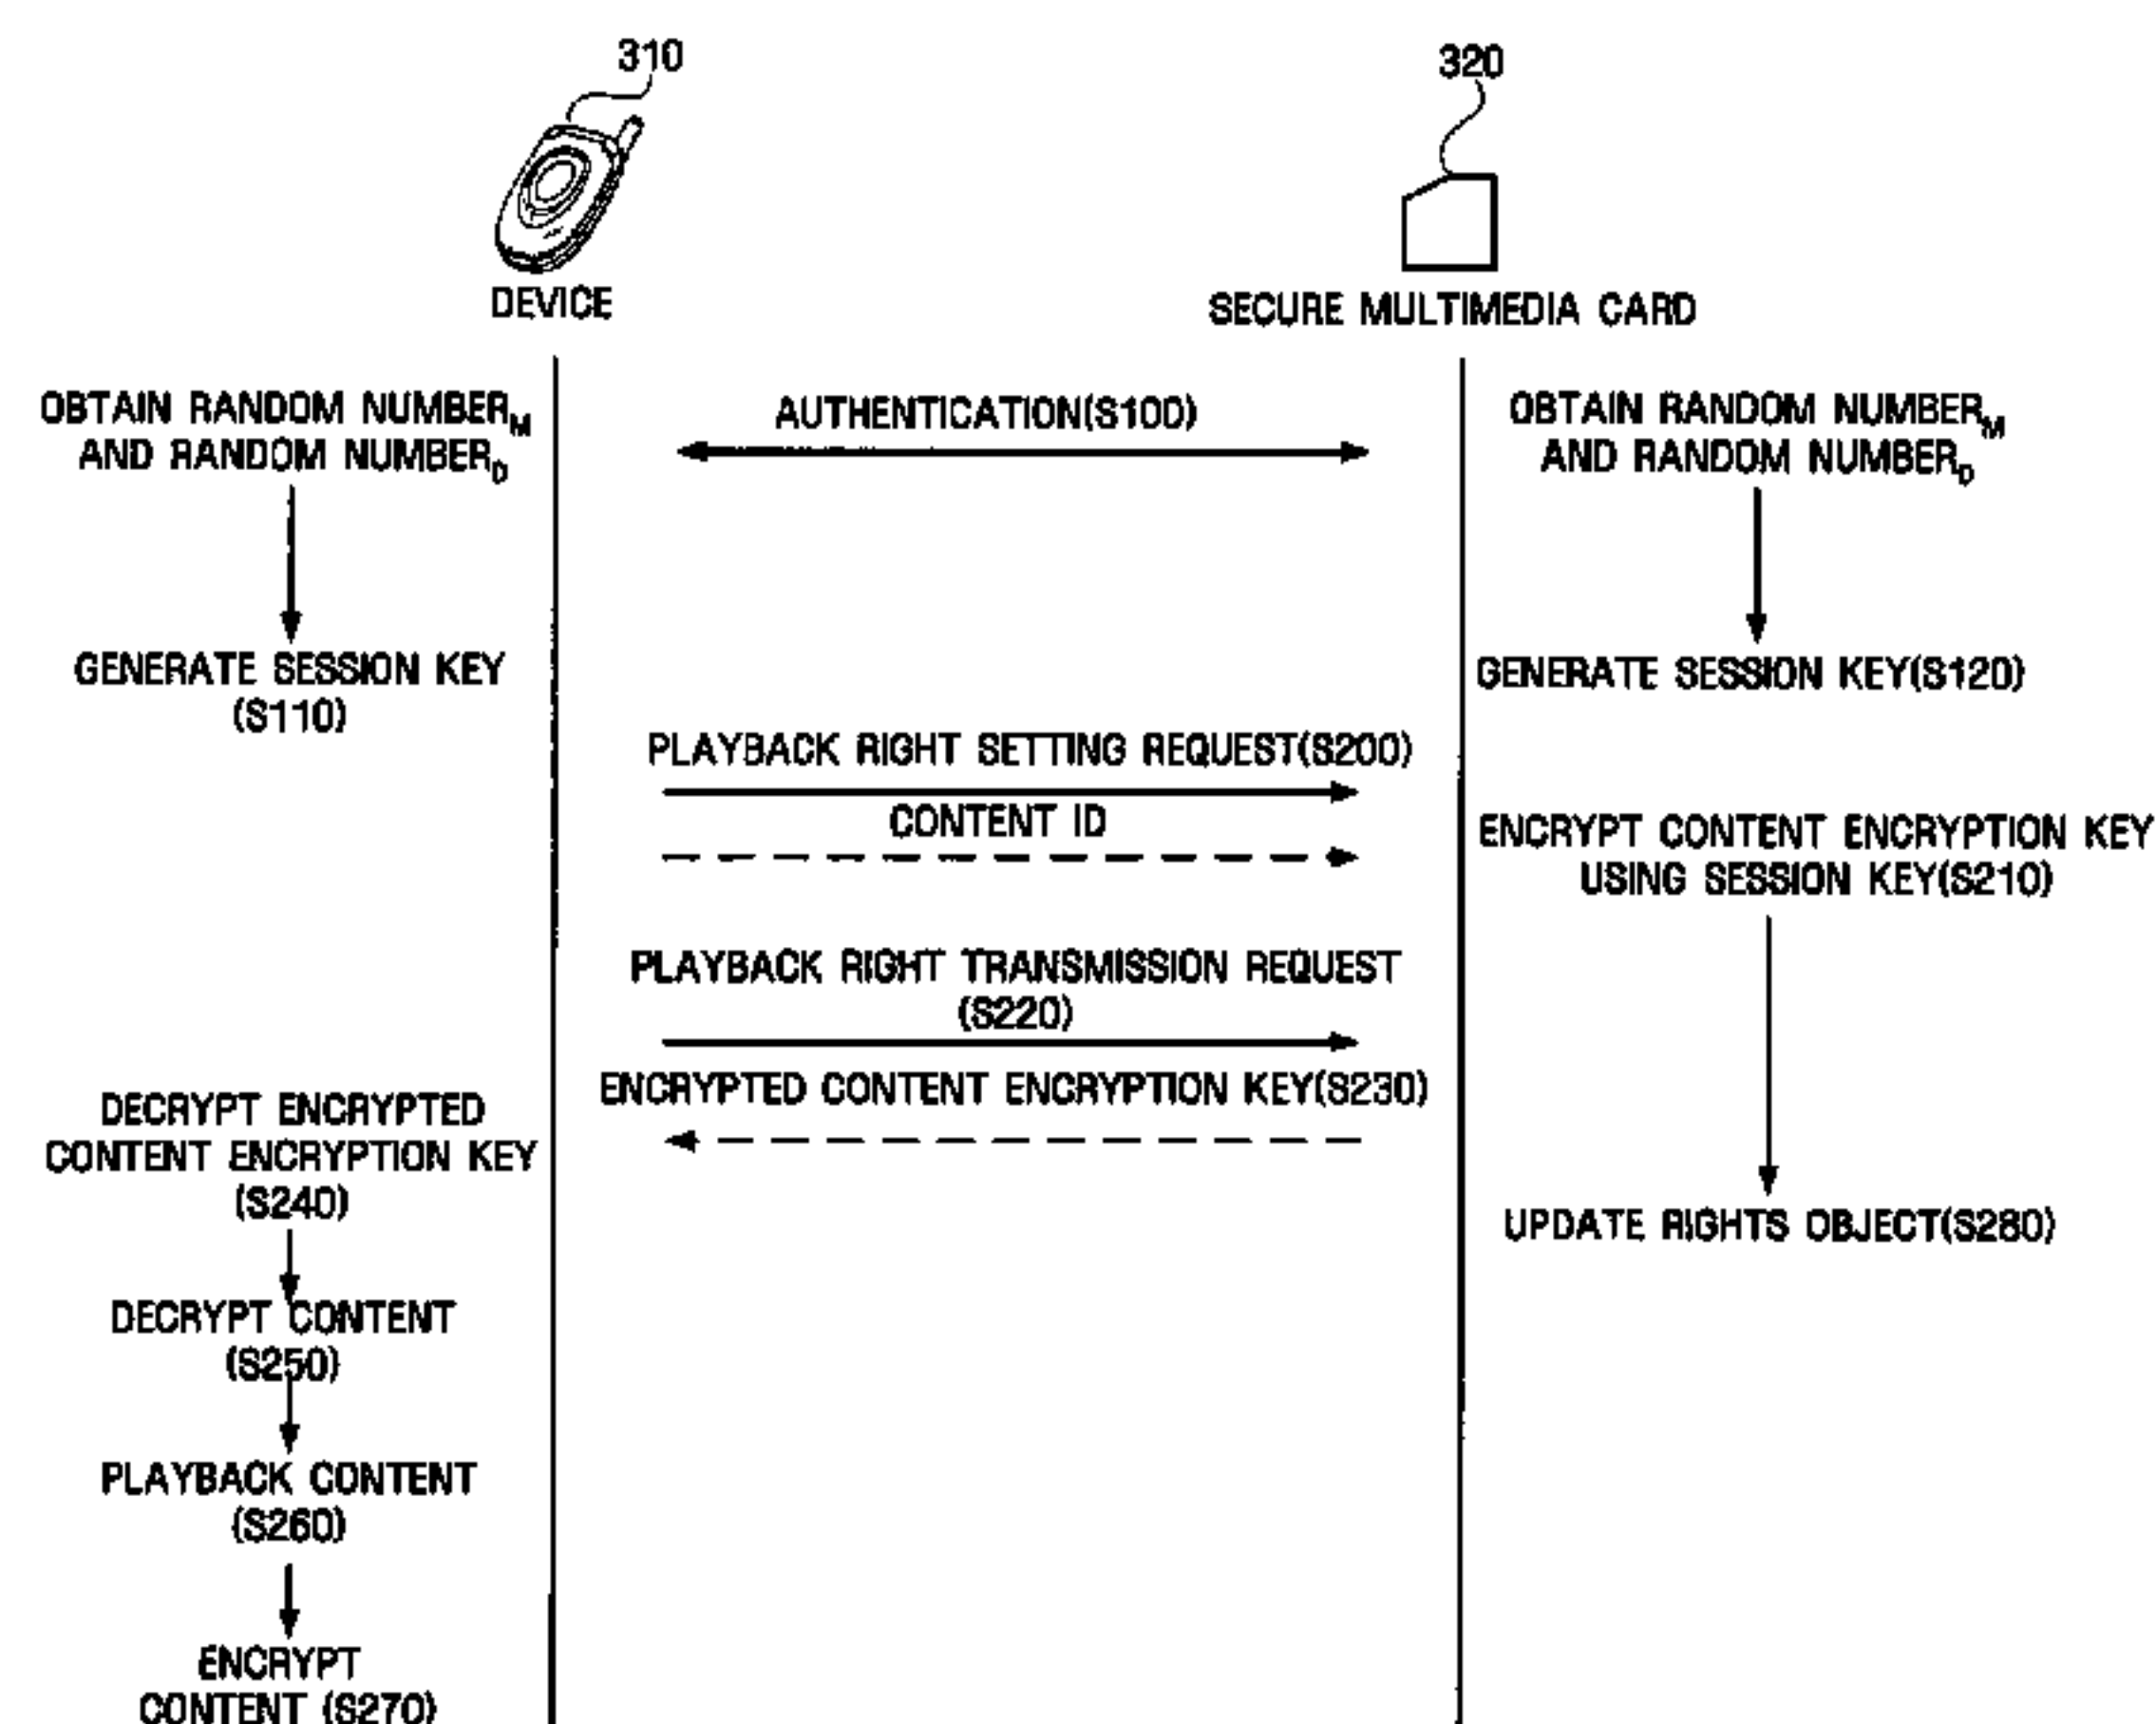 310
320
DEVICE
SECURE MULTIMEDIA CARD
OBTAIN RANDOM NUMBERM
AND RANDOM NUMBERD
AUTHENTICATION(S100)
OBTAIN RANDOM NUMBERM
AND RANDOM NUMBERD
GENERATE SESSION KEY
(S110)
GENERATE SESSION KEY(S120)
PLAYBACK RIGHT SETTING REQUEST(S200)
CONTENT ID
ENCRYPT CONTENT ENCRYPTION KEY
USING SESSION KEY(S210)
PLAYBACK RIGHT TRANSMISSION REQUEST
(S220)
ENCRYPTED CONTENT ENCRYPTION KEY(S230)
DECRYPT ENCRYPTED
CONTENT ENCRYPTION KEY
(S240)
UPDATE RIGHTS OBJECT(S280)
DECRYPT CONTENT
(S250)
PLAYBACK CONTENT
(S260)
ENCRYPT
CONTENT (S270)